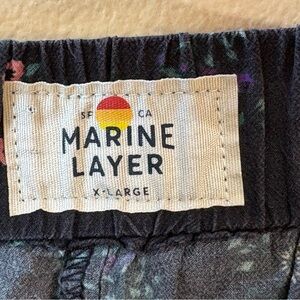 SF CA
MARINE
LAYER
X-LARGE